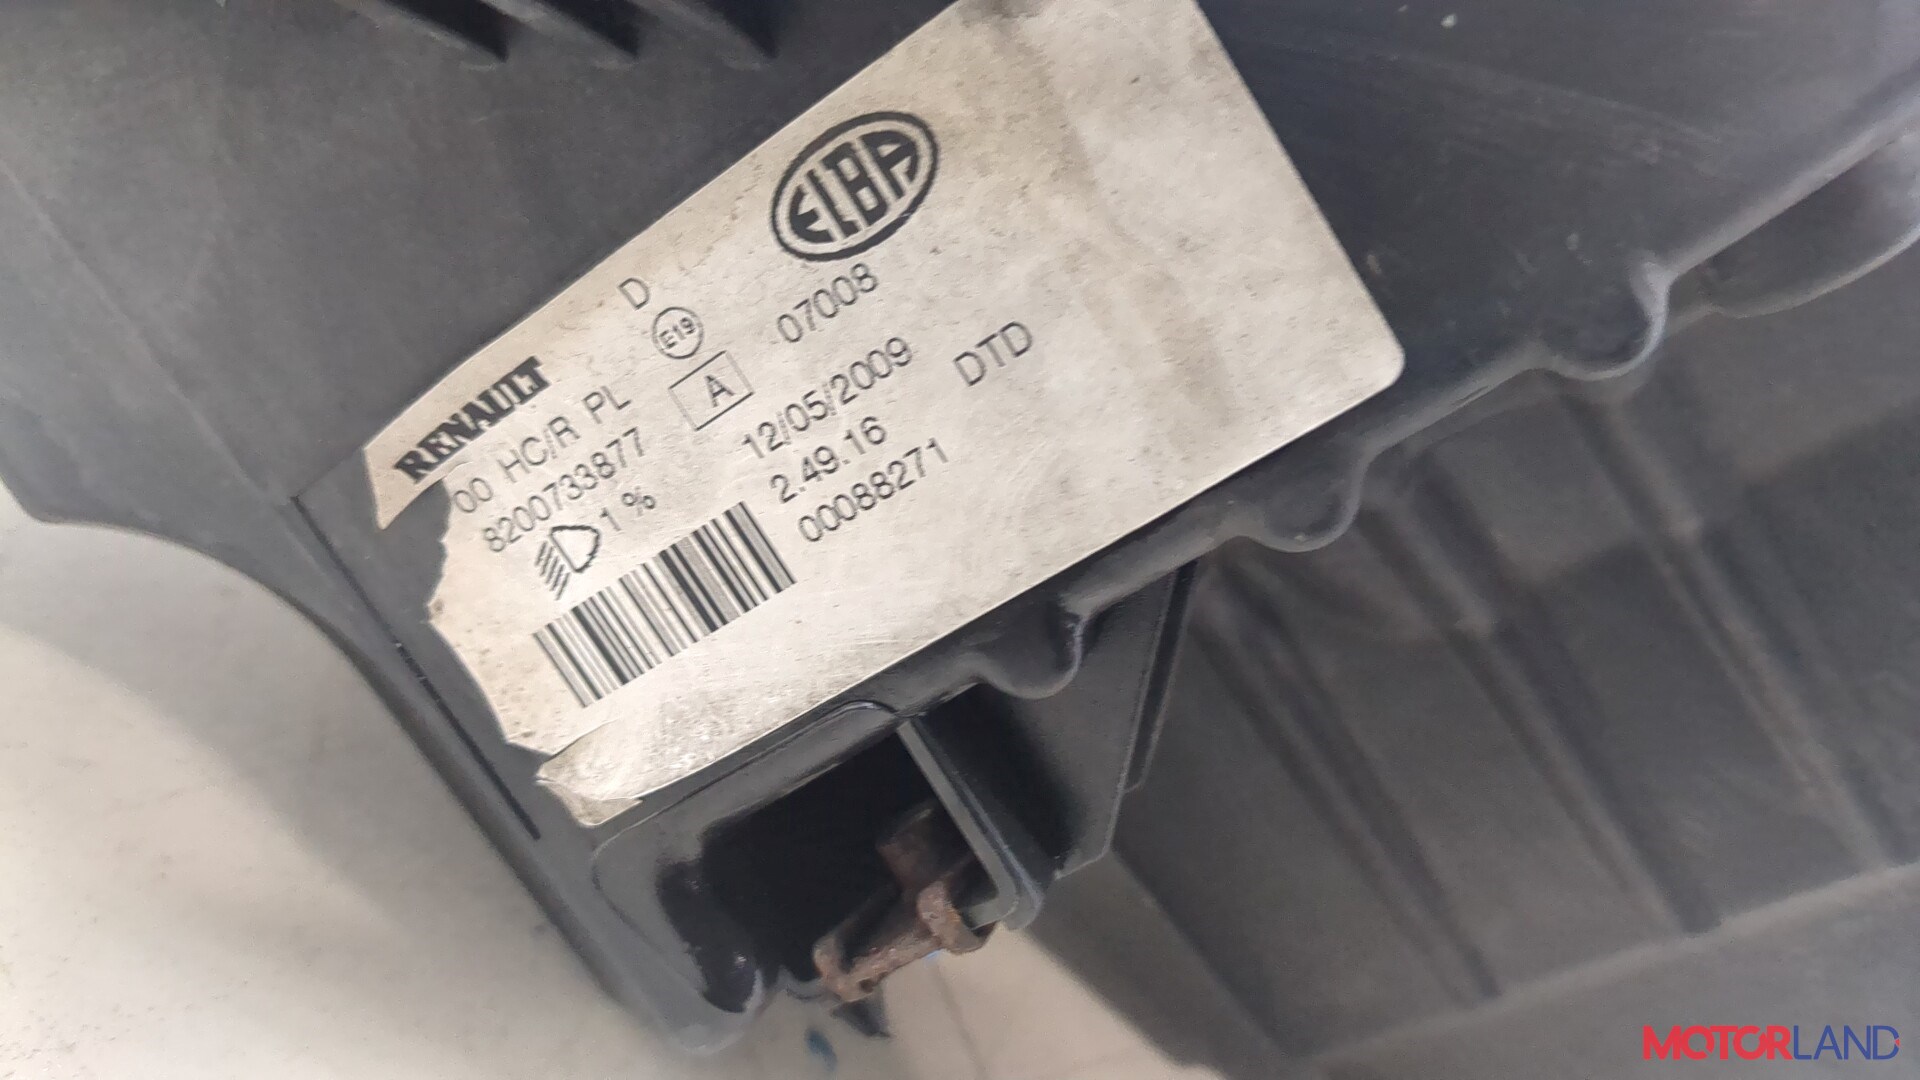 ELBA
RENAULT
D
E19
00 HC/R PL
A
07008
8200733877
12/05/2009
DTD
1 %
2.49.16
00088271
MOTORLAND